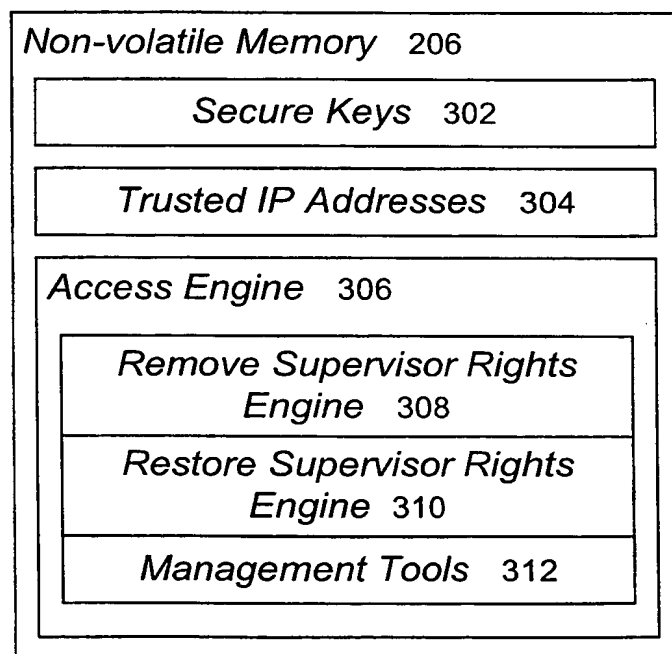 Non-volatile Memory 206
Secure Keys 302
Trusted IP Addresses 304
Access Engine 306
Remove Supervisor Rights
Engine 308
Restore Supervisor Rights
Engine 310
Management Tools 312